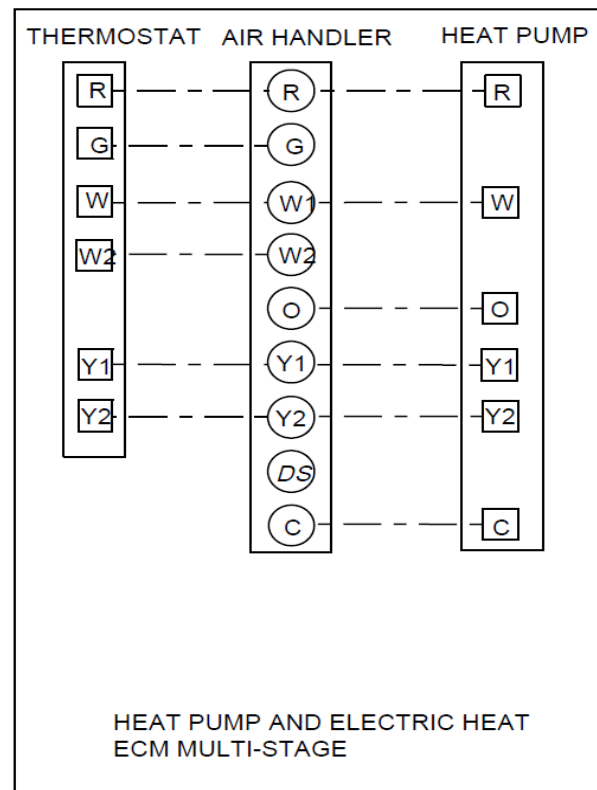 THERMOSTAT AIR HANDLER HEAT PUMP
R R R
G G
W W1 W
W2 W2
O O
Y1 Y1 Y1
Y2 Y2 Y2
DS
C C
HEAT PUMP AND ELECTRIC HEAT
ECM MULTI-STAGE